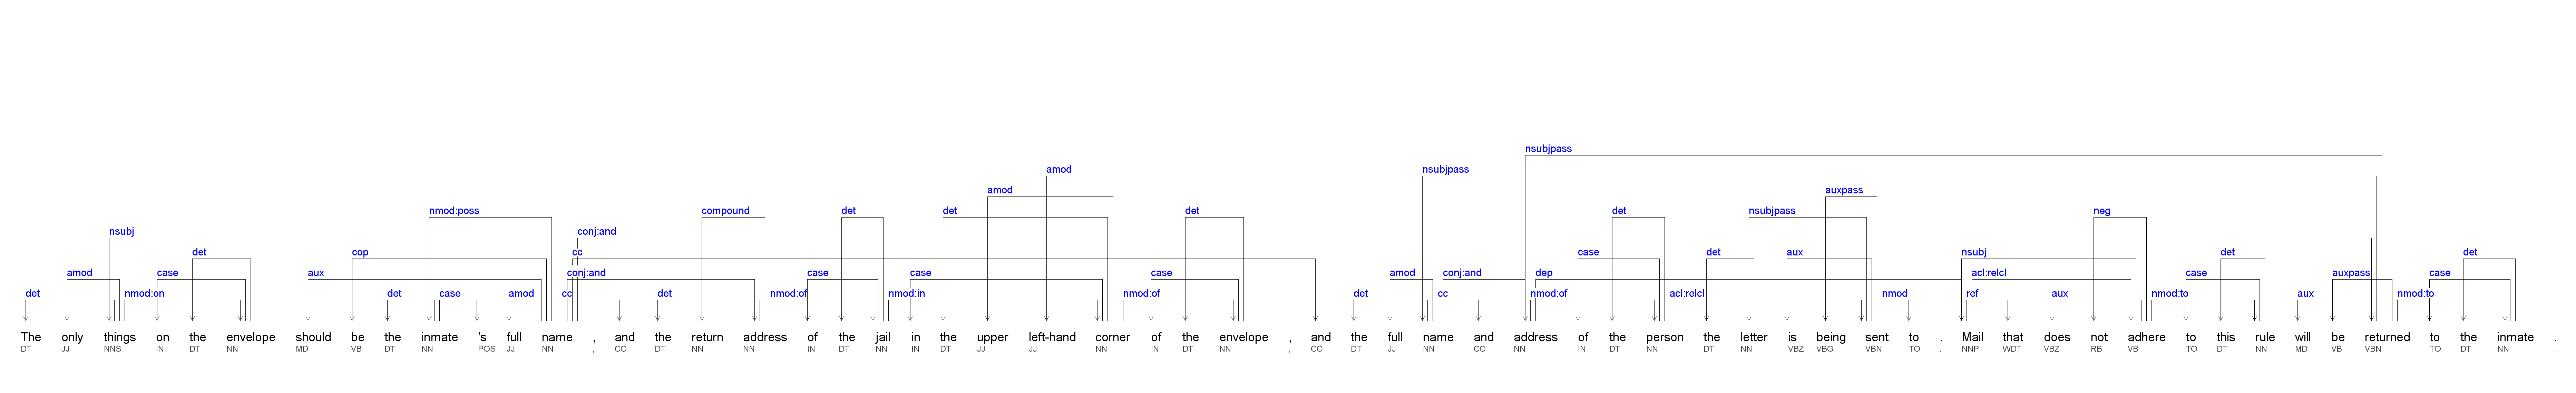 nsubjpass
amod nsubjpass
amod auxpass
nmod:poss compound det det det det nsubjpass neg
nsubj conj:and
det cop cc case det nsubj det det
amod case aux conj:and case case case amod conj:and dep aux acl:relcl case auxpass case
det nmod:on det case amod cc det nmod:of nmod:in nmod:of det cc nmod:of acl:relcl nmod ref aux nmod:to aux nmod:to
The only things on the envelope should be the inmate 's full name , and the return address of the jail in the upper left-hand corner of the envelope , and the full name and address of the person the letter is being sent to . Mail that does not adhere to this rule will be returned to the inmate .
DT JJ NNS IN DT NN MD VB DT NN POS JJ NN , CC DT NN NN IN DT NN IN DT JJ JJ NN IN DT NN , CC DT JJ NN CC NN IN DT NN DT NN VBZ VBG VBN TO . NNP WDT VBZ RB VB TO DT NN MD VB VBN TO DT NN .